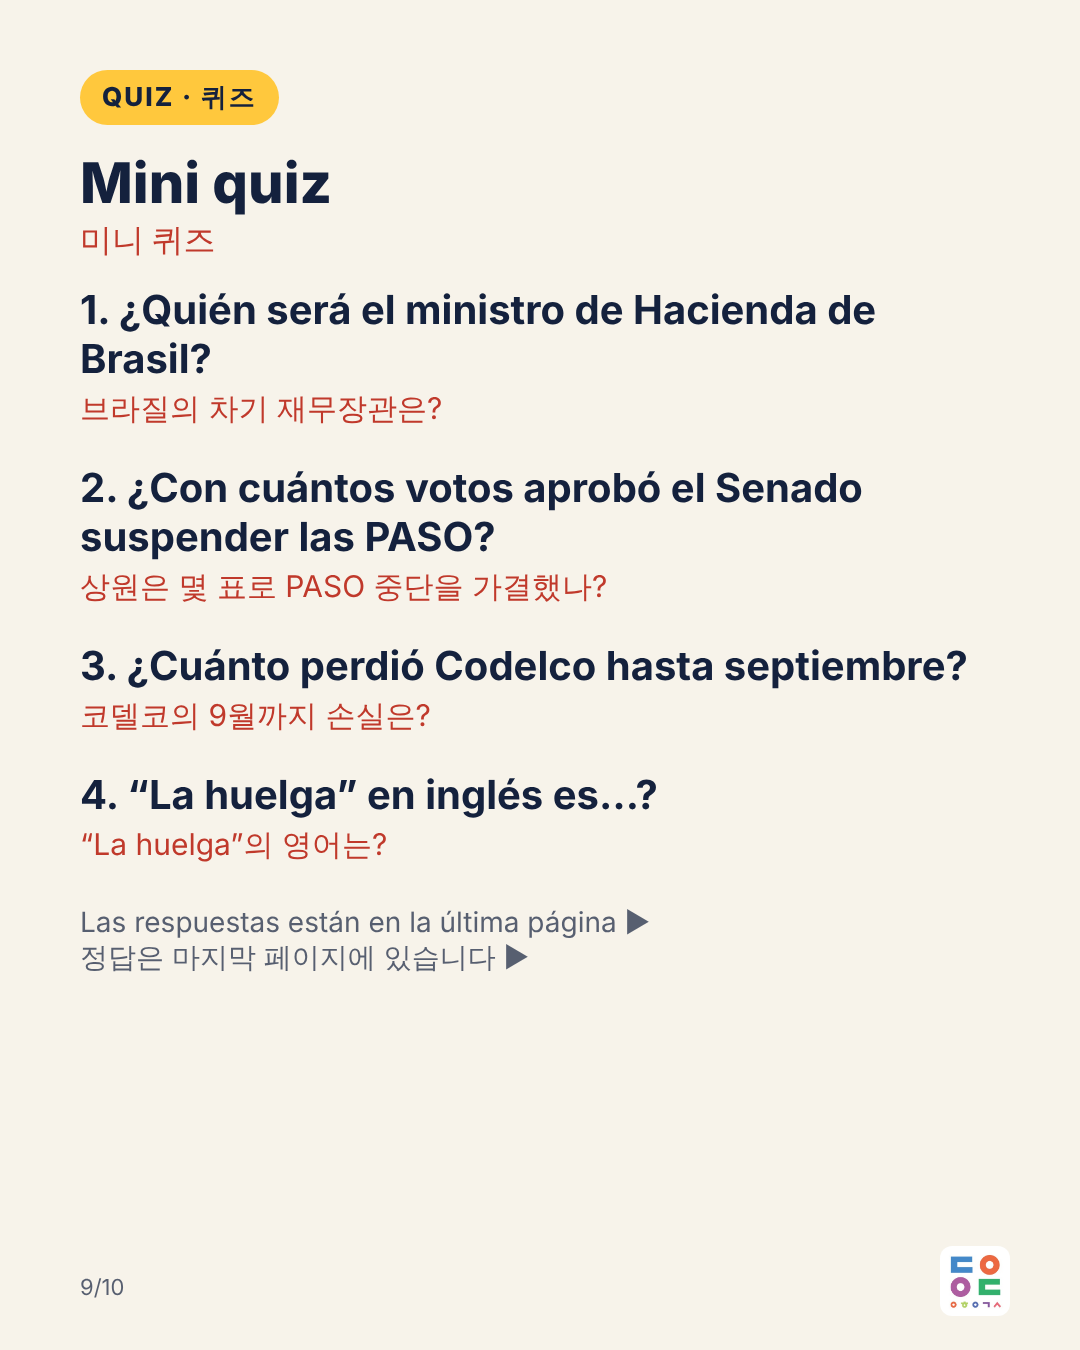 QUIZ · 퀴즈
Mini quiz
미니 퀴즈
1. ¿Quién será el ministro de Hacienda de
Brasil?
브라질의 차기 재무장관은?
2. ¿Con cuántos votos aprobó el Senado
suspender las PASO?
상원은 몇 표로 PASO 중단을 가결했나?
3. ¿Cuánto perdió Codelco hasta septiembre?
코델코의 9월까지 손실은?
4. “La huelga” en inglés es…?
“La huelga”의 영어는?
Las respuestas están en la última página ▶
정답은 마지막 페이지에 있습니다 ▶
9/10